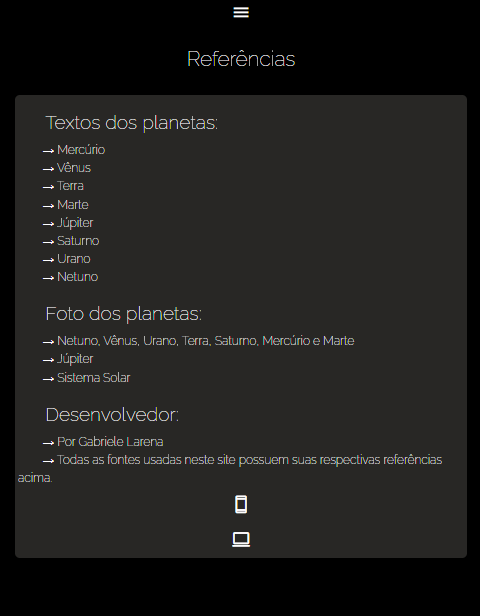 Referências
Textos dos planetas:
→ Mercúrio
→ Vênus
→ Terra
→ Marte
→ Júpiter
→ Saturno
→ Urano
→ Netuno
Foto dos planetas:
→ Netuno, Vênus, Urano, Terra, Saturno, Mercúrio e Marte
→ Júpiter
→ Sistema Solar
Desenvolvedor:
→ Por Gabriele Larena
→ Todas as fontes usadas neste site possuem suas respectivas referências
acima.